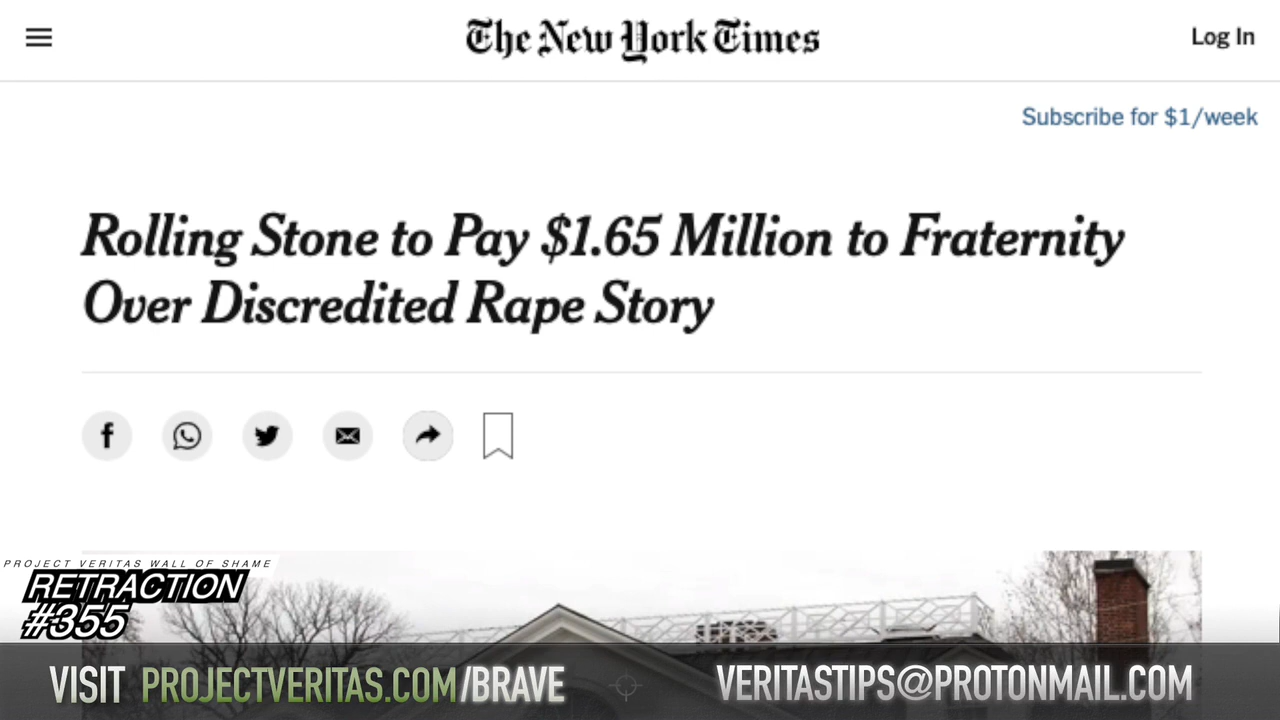 The New York Times
Log In
Subscribe for $1/week
Rolling Stone to Pay $1.65 Million to Fraternity
Over Discredited Rape Story
PROJECT VERITAS WALL OF SHAME
RETRACTION
#355
VISIT PROJECTVERITAS.COM/BRAVE
VERITASTIPS@PROTONMAIL.COM